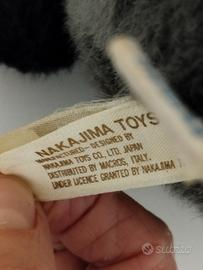 NAKAJIMA TOYS
MANUFACTURED - DESIGNED BY
NAKAJIMA TOYS CO., LTD. JAPAN
DISTRIBUTED BY MACROS, ITALY.
UNDER LICENCE GRANTED BY NAKAJIMA
subito